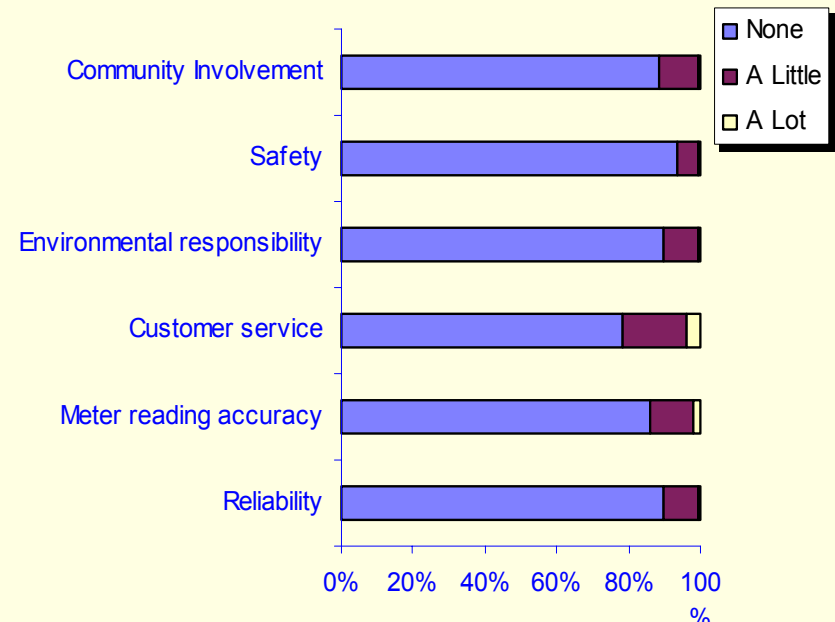 None
A Little
A Lot
Community Involvement
Safety
Environmental responsibility
Customer service
Meter reading accuracy
Reliability
0% 20% 40% 60% 80% 100
%